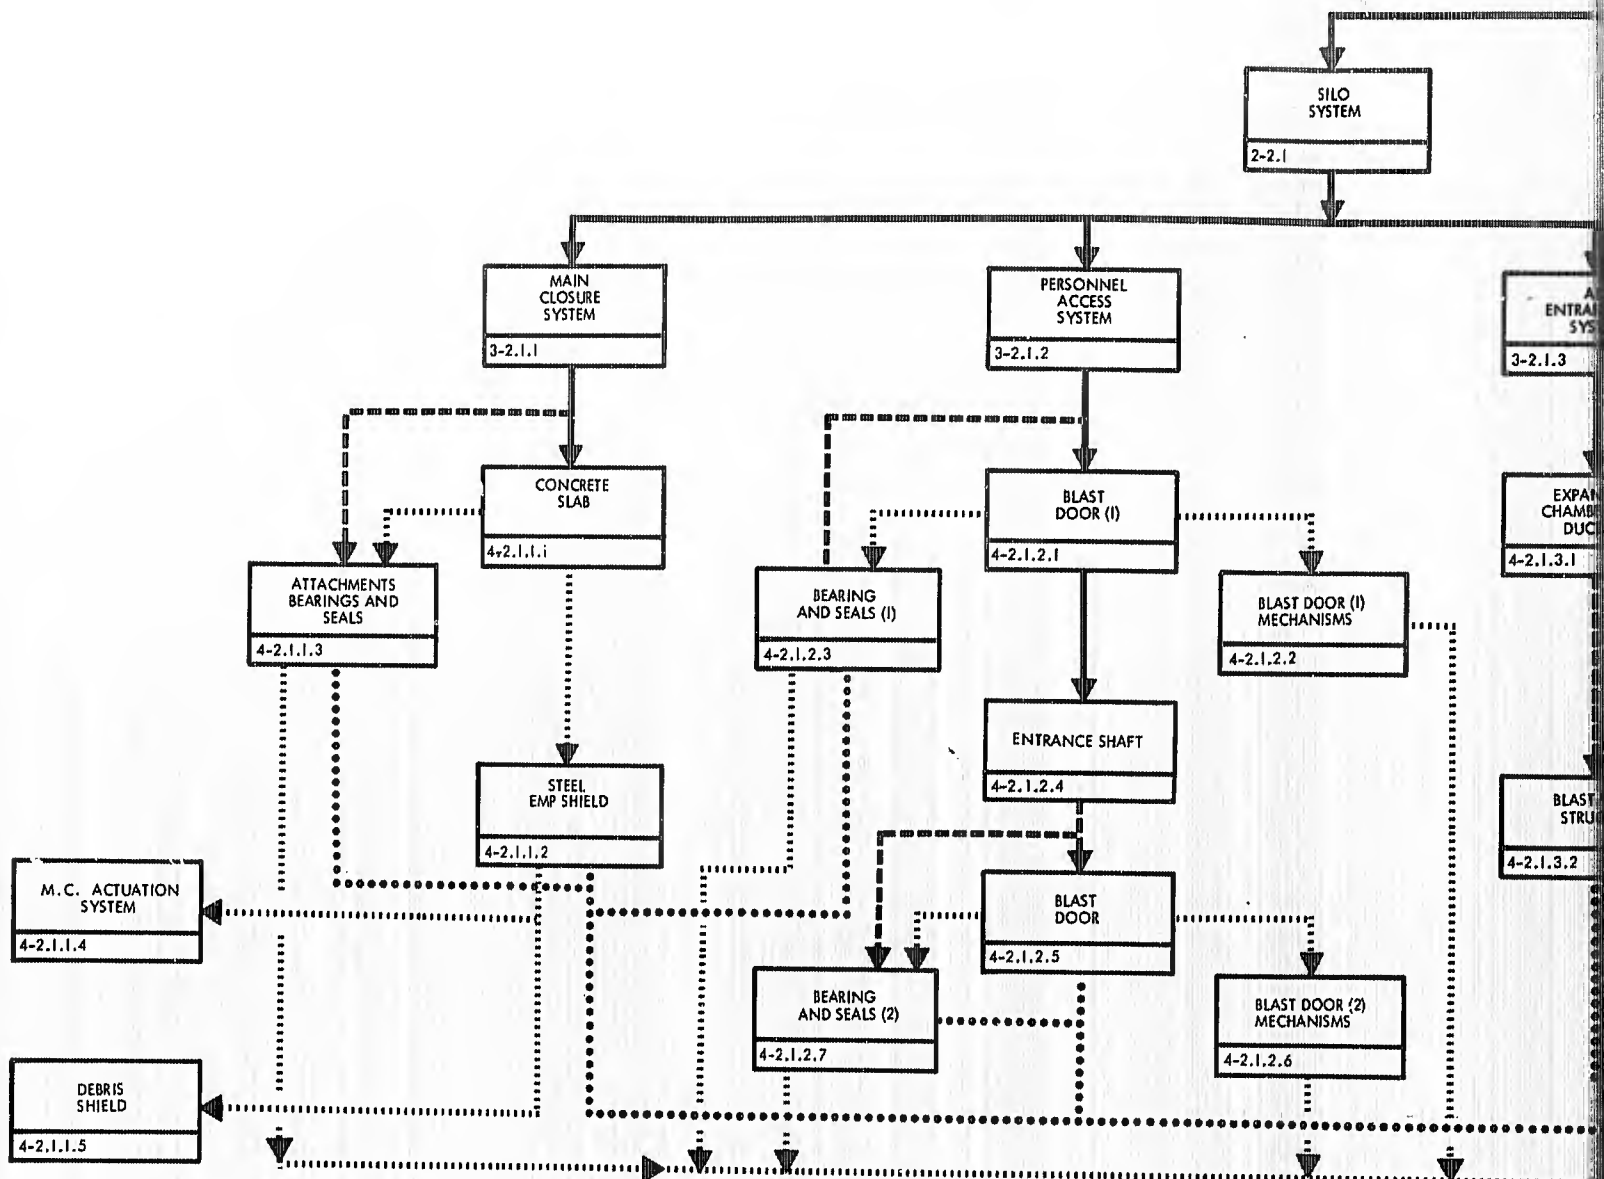 SILO
SYSTEM
2-2.1
MAIN
CLOSURE
SYSTEM
3-2.1.1
PERSONNEL
ACCESS
SYSTEM
3-2.1.2
3-2.1.3
CONCRETE
SLAB
4-2.1.1.i
BLAST
DOOR (1)
4-2.1.2.1
4-2.1.3.1
ATTACHMENTS
BEARINGS AND
SEALS
4-2.1.1.3
BEARING
AND SEALS (1)
4-2.1.2.3
BLAST DOOR (1)
MECHANISMS
4-2.1.2.2
ENTRANCE SHAFT
4-2.1.2.4
STEEL
EMP SHIELD
4-2.1.1.2
BLAST
4-2.1.3.2
M.C. ACTUATION
SYSTEM
4-2.1.1.4
BLAST
DOOR
4-2.1.2.5
BEARING
AND SEALS (2)
4-2.1.2.7
BLAST DOOR (2)
MECHANISMS
4-2.1.2.6
DEBRIS
SHIELD
4-2.1.1.5